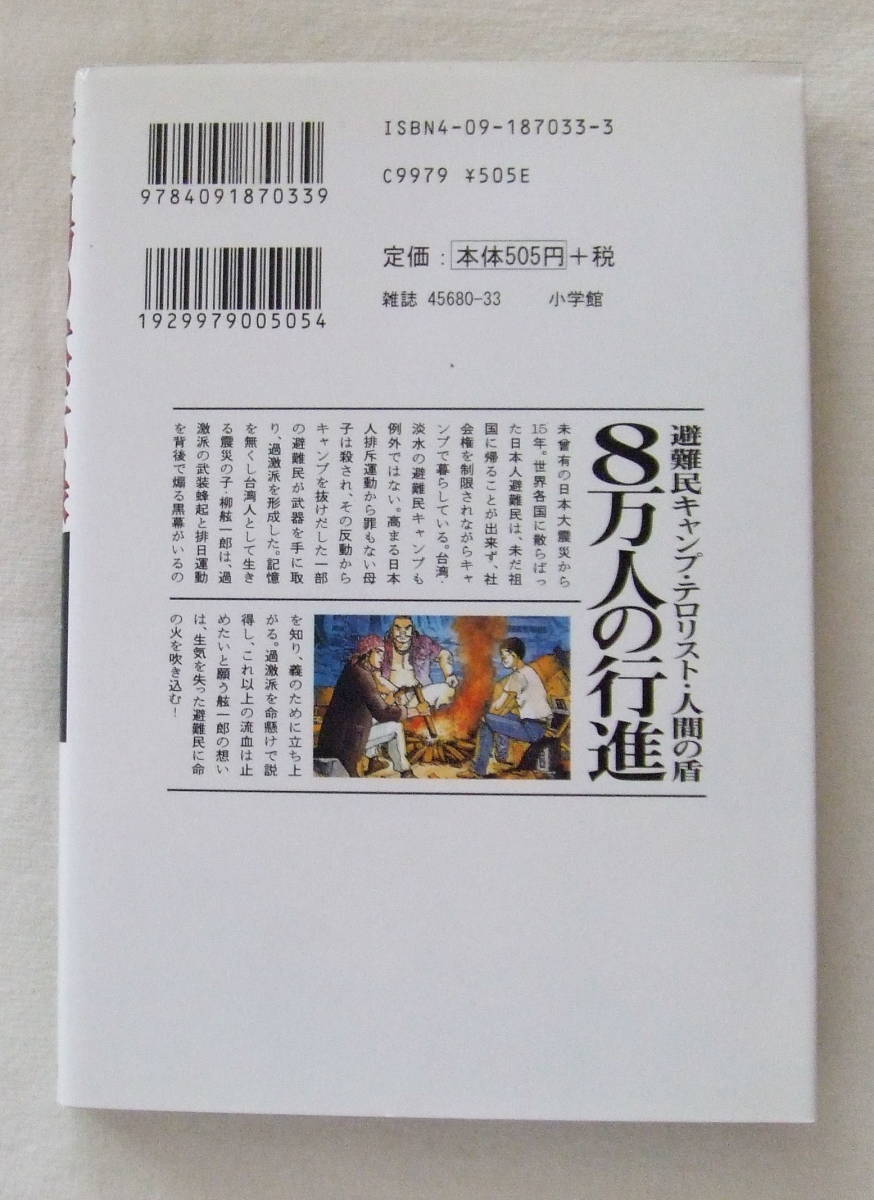 ISBN4-09-187033-3
9784091870339
C9979 ¥505E
定価：本体505円＋税
1929979005054
雑誌 45680-33 小学館
避難民キャンプ・テロリスト・人間の盾
8万人の行進
未曾有の日本大震災から
15年。世界各国に散らばっ
た日本人避難民は、未だ祖
国に帰ることが出来ず、社
会権を制限されながらキャ
ンプで暮らしている。台湾・
淡水の避難民キャンプも
例外ではない。高まる日本
人排斥運動から罪もない母
子は殺され、その反動から
キャンプを抜けだした一部
の避難民が武器を手に取
り、過激派を形成した。記憶
を無くし台湾人として生き
る震災の子・柳舷一郎は、過
激派の武装蜂起と排日運動
を背後で煽る黒幕がいるの
を知り、義のために立ち上
がる。過激派を命懸けで説
得し、これ以上の流血は止
めたいと願う舷一郎の想い
は、生気を失った避難民に命
の火を吹き込む！